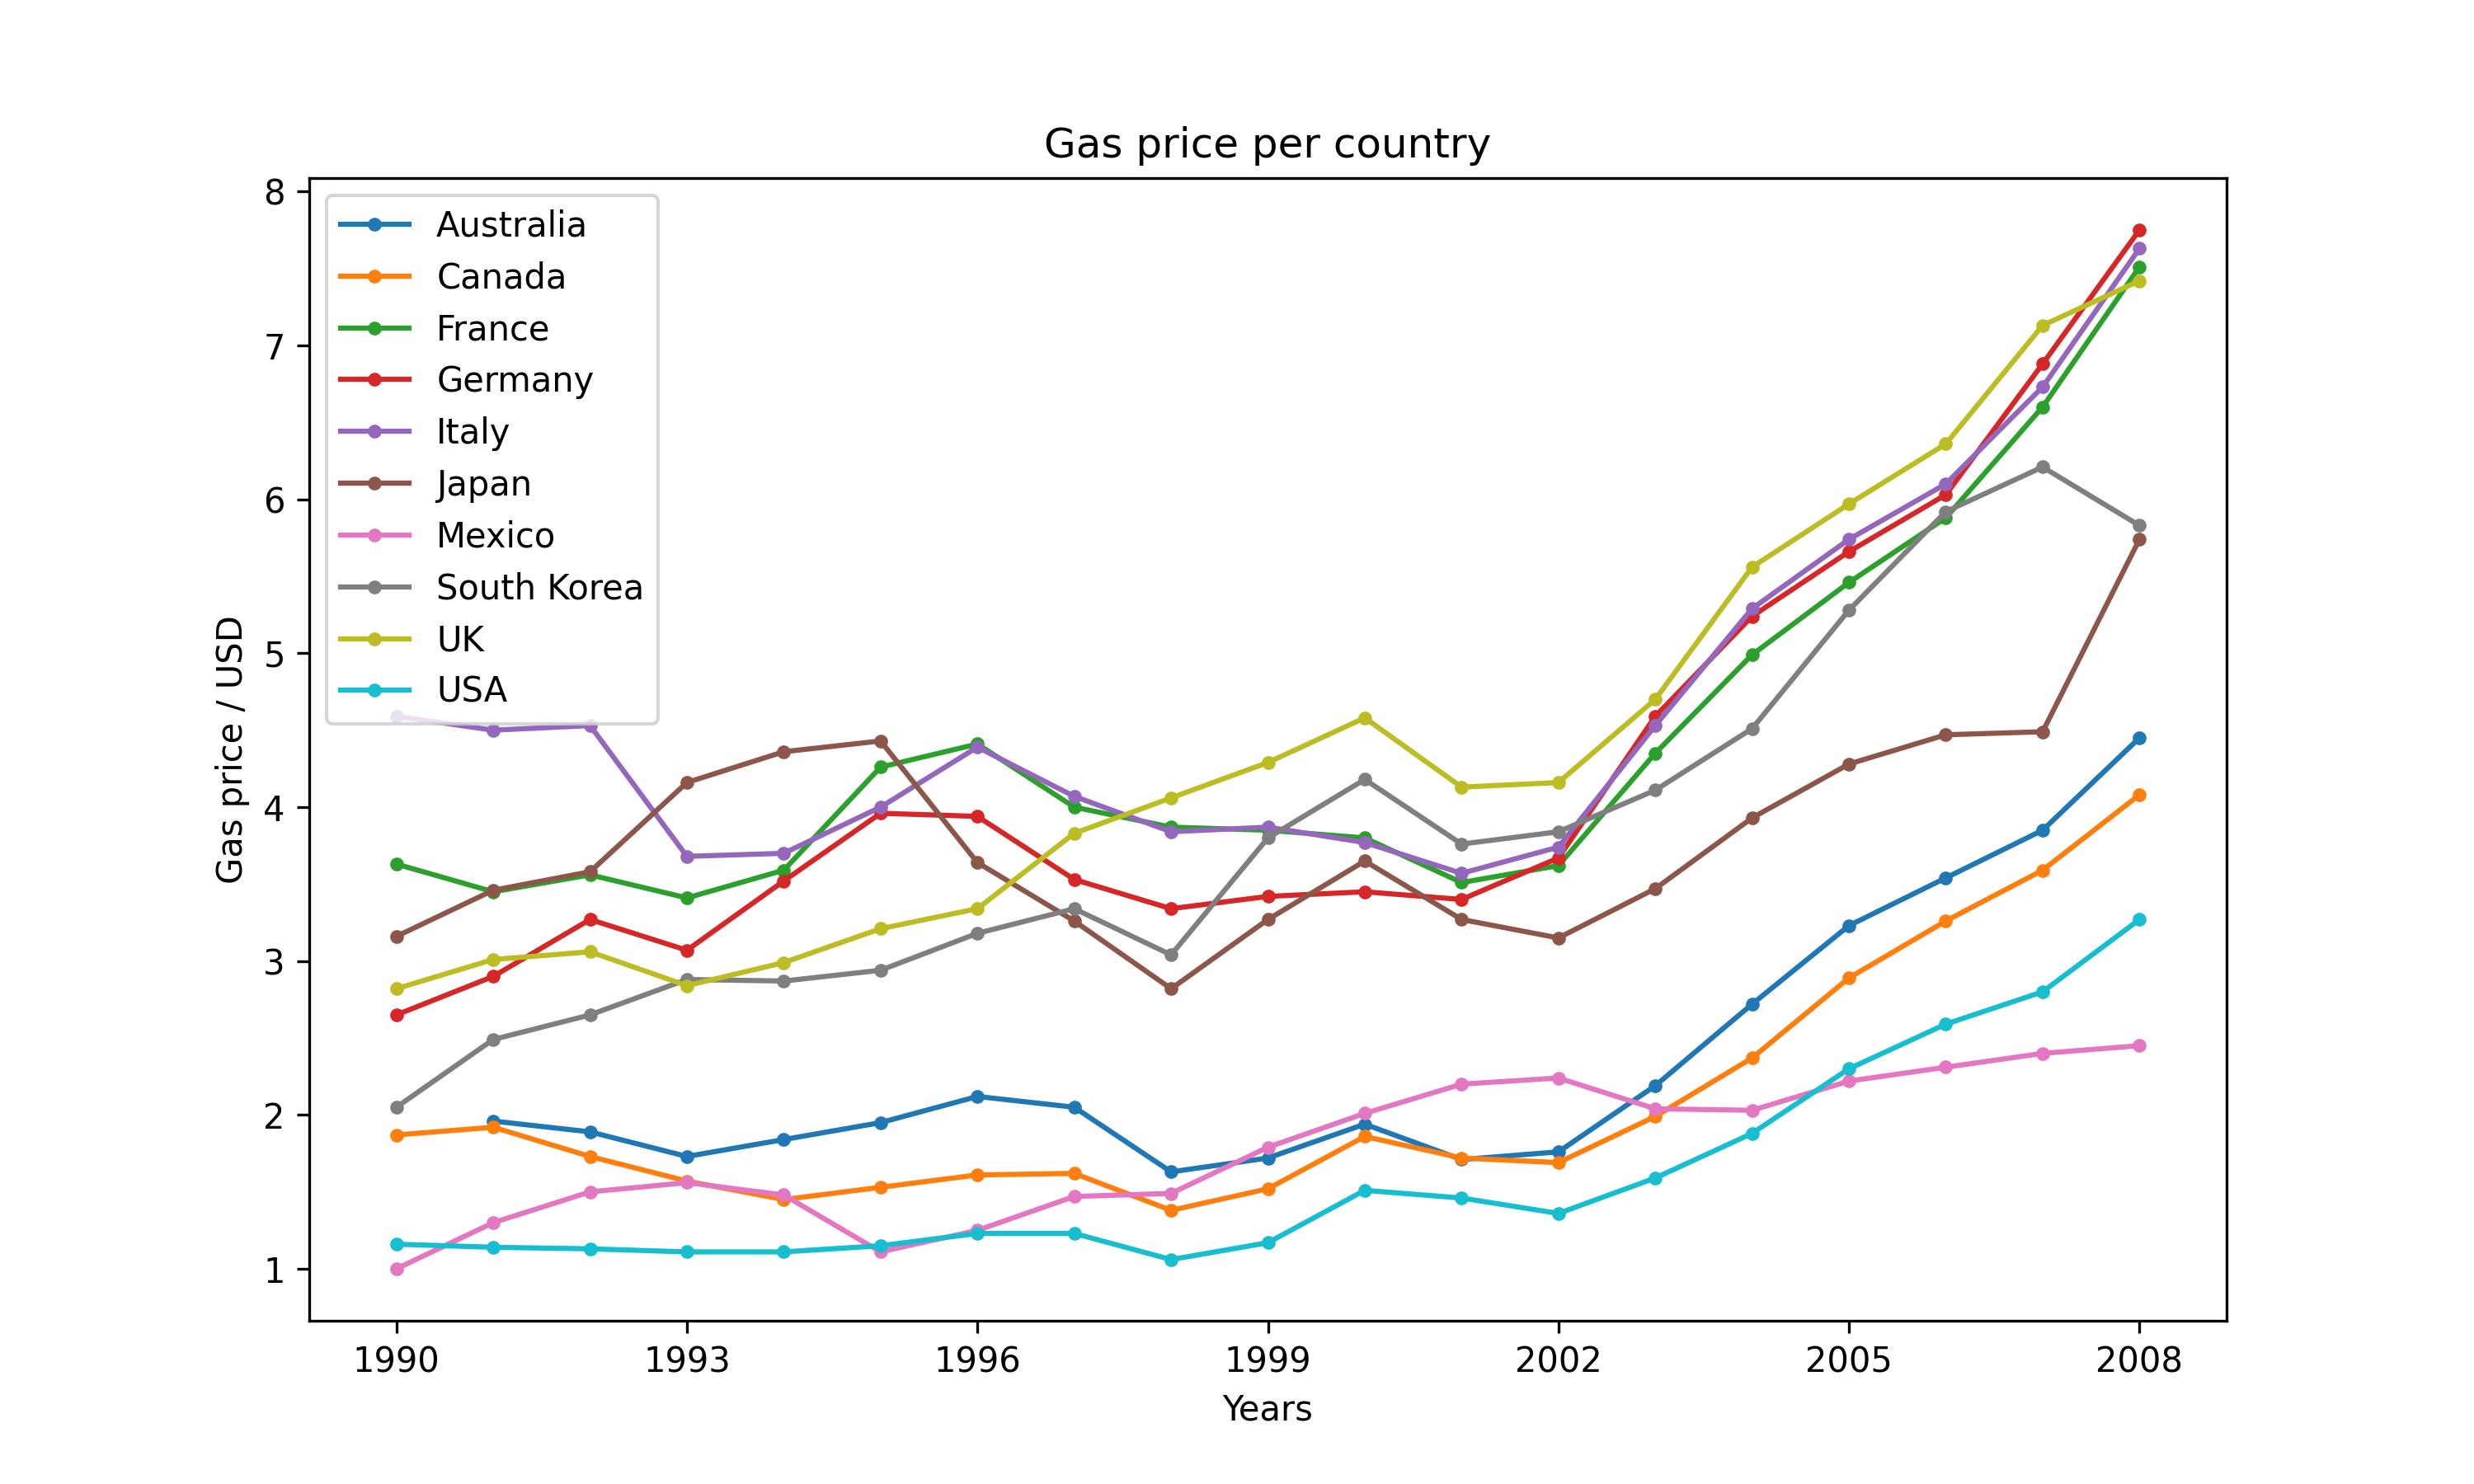 Gas price per country
8
7
6
5
4
3
2
1
Gas price / USD
Australia
Canada
France
Germany
Italy
Japan
Mexico
South Korea
UK
USA
1990 1993 1996 1999 2002 2005 2008
Years